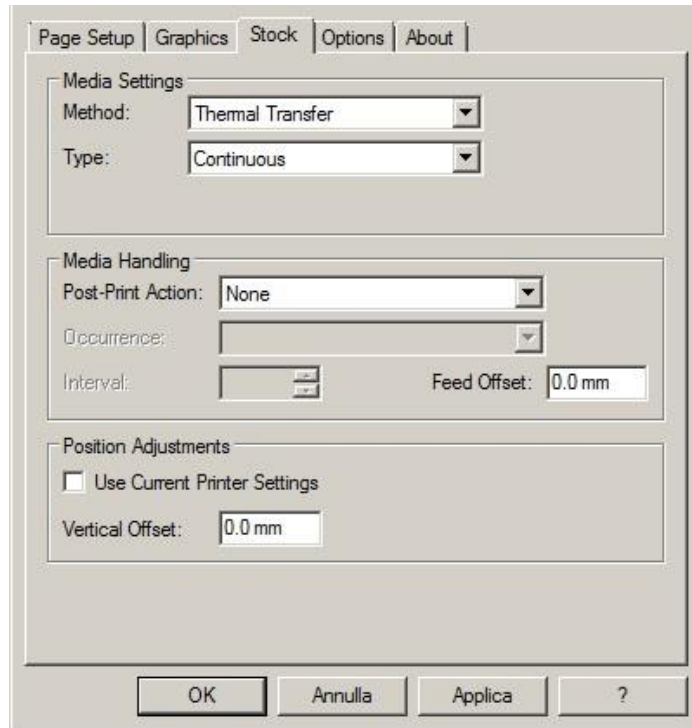 Page Setup Graphics Stock Options About
Media Settings
Method: Thermal Transfer
Type: Continuous
Media Handling
Post-Print Action: None
Occurrence:
Interval: Feed Offset: 0.0 mm
Position Adjustments
Use Current Printer Settings
Vertical Offset: 0.0 mm
OK Annulla Applica ?